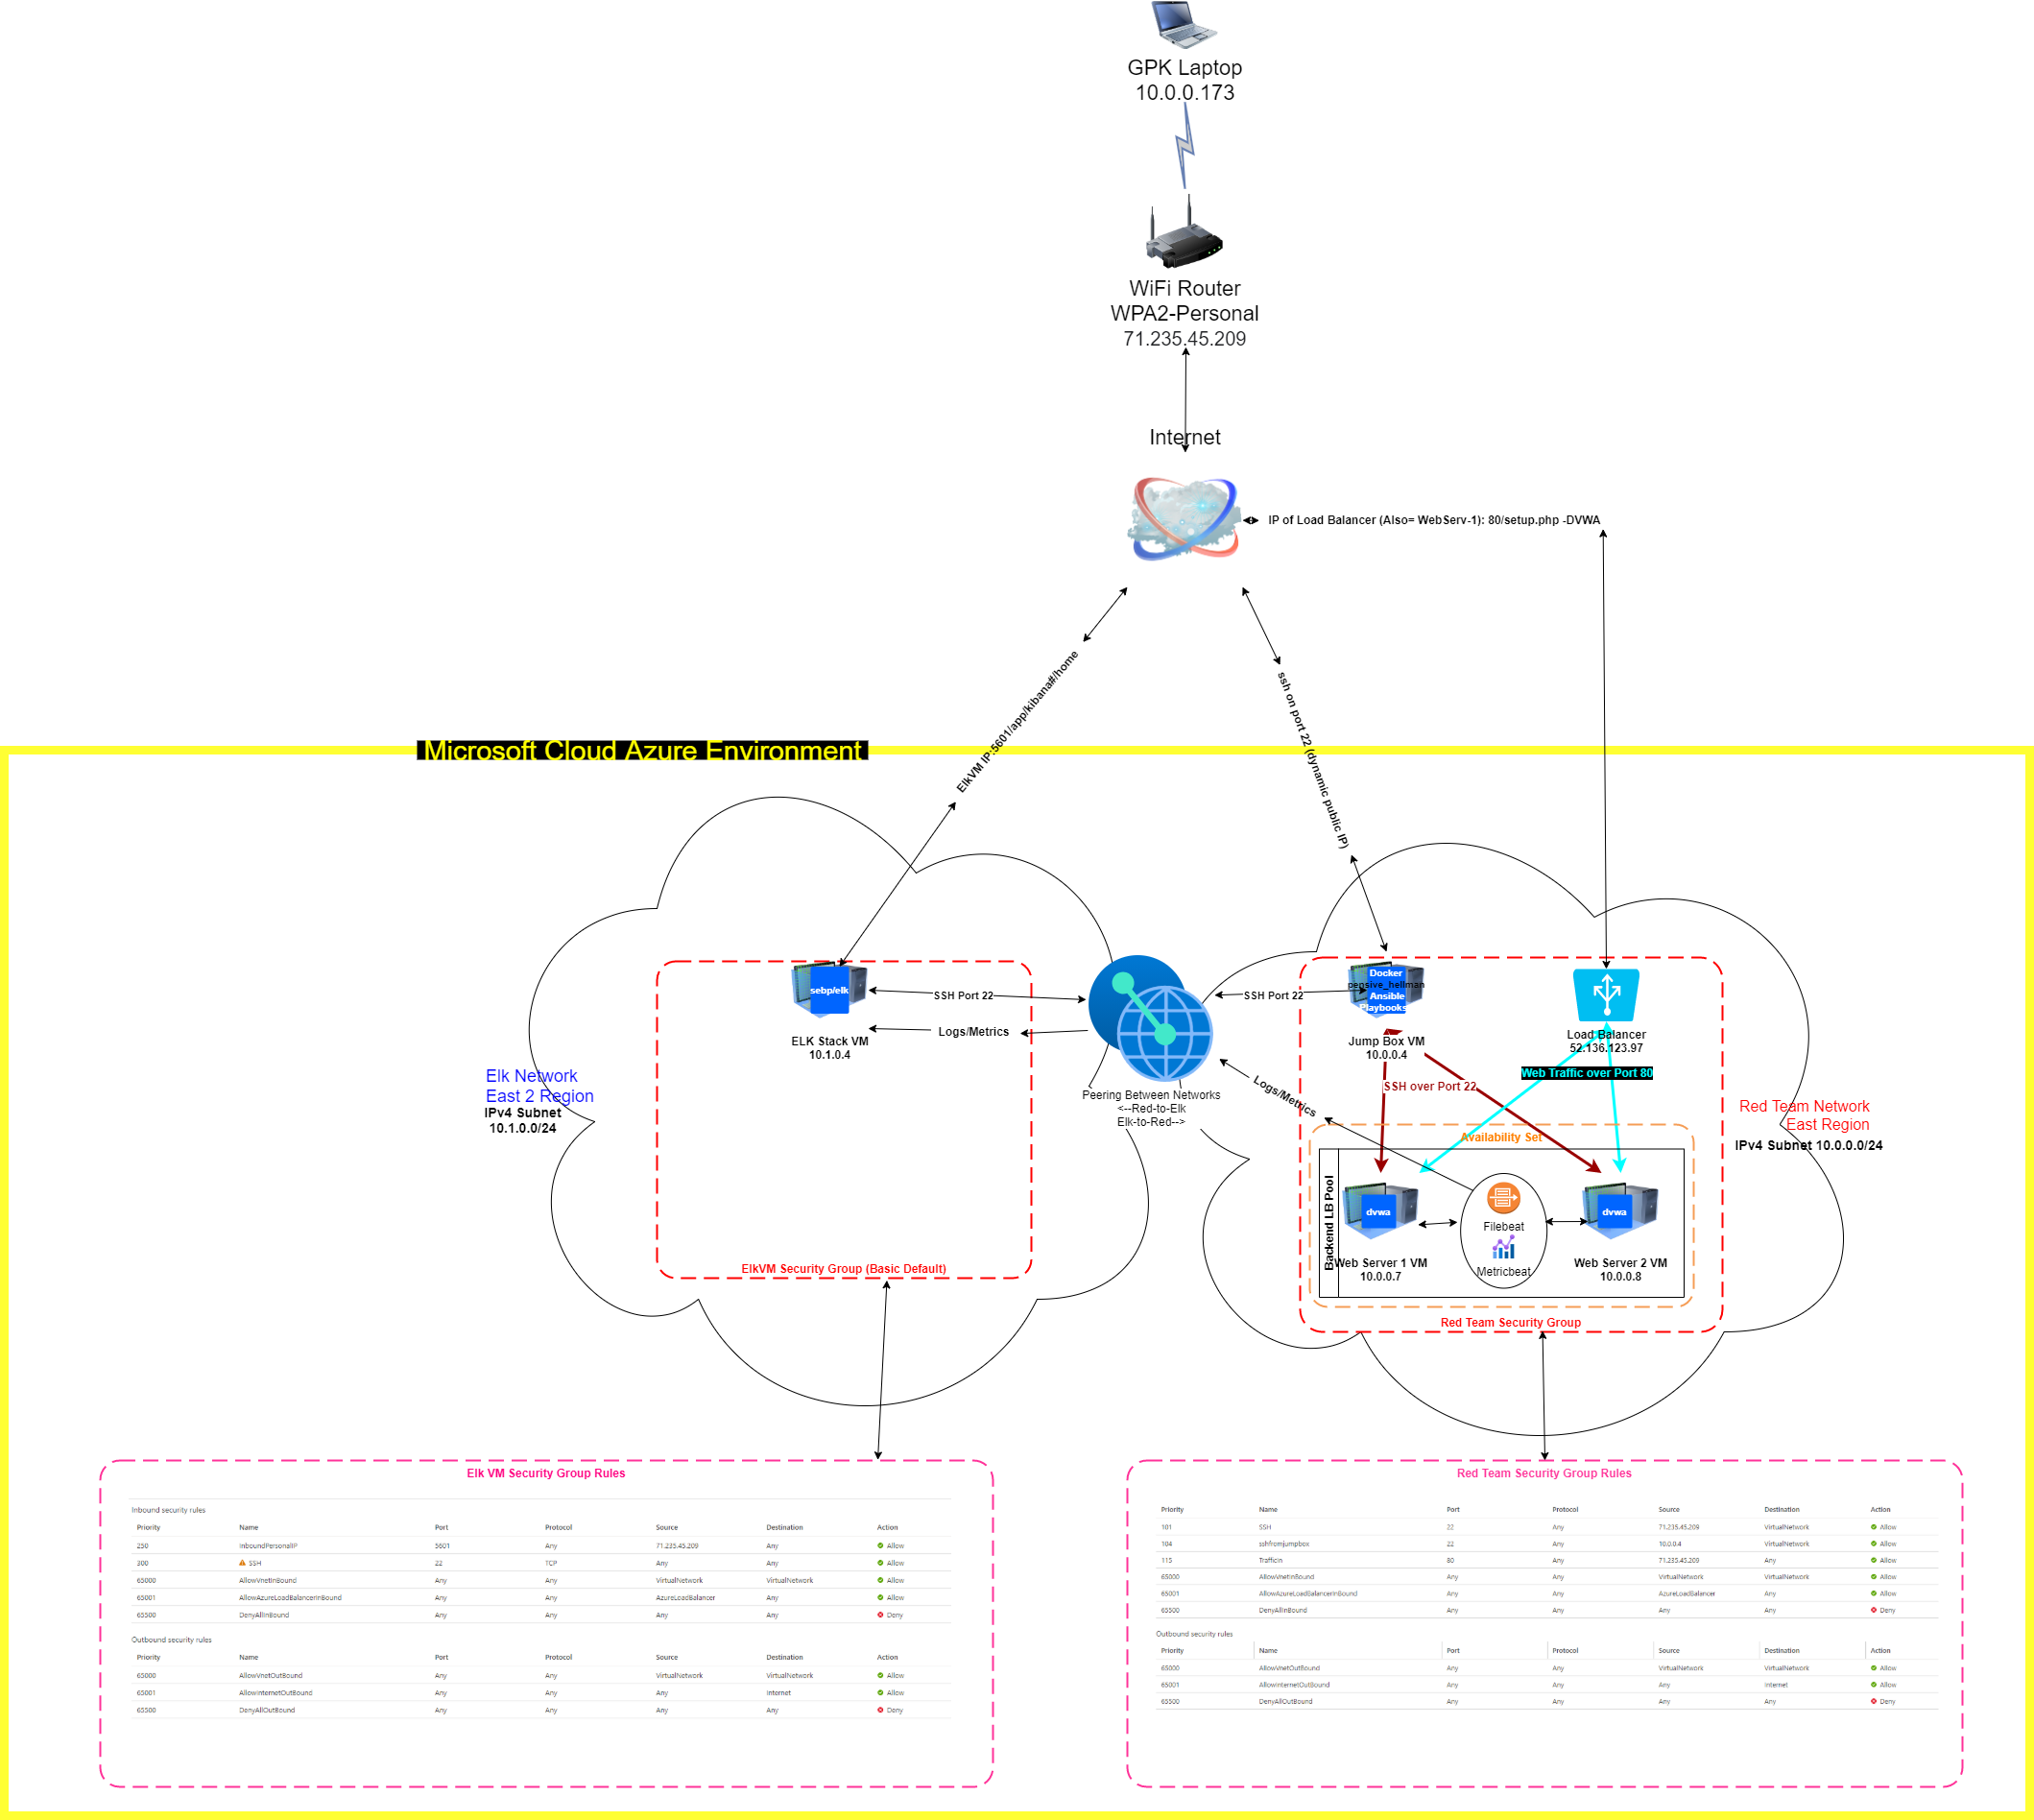 GPK Laptop
10.0.0.173
WiFi Router
WPA2-Personal
71.235.45.209
Internet
IP of Load Balancer (Also= WebServ-1): 80/setup.php -DVWA
ElkVM IP:5601/app/kibana#/home
ssh on port 22 (dynamic public IP)
Microsoft Cloud Azure Environment
sebp/elk
ELK Stack VM
10.1.0.4
SSH Port 22
Logs/Metrics
Elk Network
East 2 Region
IPv4 Subnet
10.1.0.0/24
ElkVM Security Group (Basic Default)
Peering Between Networks
<--Red-to-Elk
Elk-to-Red-->
SSH Port 22
Logs/Metrics
Docker
pensive_hellman
Ansible
Playbooks
Jump Box VM
10.0.0.4
Load Balancer
52.136.123.97
Web Traffic over Port 80
SSH over Port 22
Red Team Network
East Region
IPv4 Subnet 10.0.0.0/24
Availability Set
Backend LB Pool
dvwa
Web Server 1 VM
10.0.0.7
Filebeat
Metricbeat
dvwa
Web Server 2 VM
10.0.0.8
Red Team Security Group
Elk VM Security Group Rules
Inbound security rules
Priority Name Port Protocol Source Destination Action
250 InboundPersonalIP 5601 Any 71.235.45.209 Any Allow
300 SSH 22 TCP Any Any Allow
65000 AllowVnetInBound Any Any VirtualNetwork VirtualNetwork Allow
65001 AllowAzureLoadBalancerInBound Any Any AzureLoadBalancer Any Allow
65500 DenyAllInBound Any Any Any Any Deny
Outbound security rules
Priority Name Port Protocol Source Destination Action
65000 AllowVnetOutBound Any Any VirtualNetwork VirtualNetwork Allow
65001 AllowInternetOutBound Any Any Any Internet Allow
65500 DenyAllOutBound Any Any Any Any Deny
Red Team Security Group Rules
Priority Name Port Protocol Source Destination Action
101 SSH 22 Any 71.235.45.209 VirtualNetwork Allow
104 sshfromjumpbox 22 Any 10.0.0.4 VirtualNetwork Allow
115 TrafficIn 80 Any 71.235.45.209 Any Allow
65000 AllowVnetInBound Any Any VirtualNetwork VirtualNetwork Allow
65001 AllowAzureLoadBalancerInBound Any Any AzureLoadBalancer Any Allow
65500 DenyAllInBound Any Any Any Any Deny
Outbound security rules
Priority Name Port Protocol Source Destination Action
65000 AllowVnetOutBound Any Any VirtualNetwork VirtualNetwork Allow
65001 AllowInternetOutBound Any Any Any Internet Allow
65500 DenyAllOutBound Any Any Any Any Deny